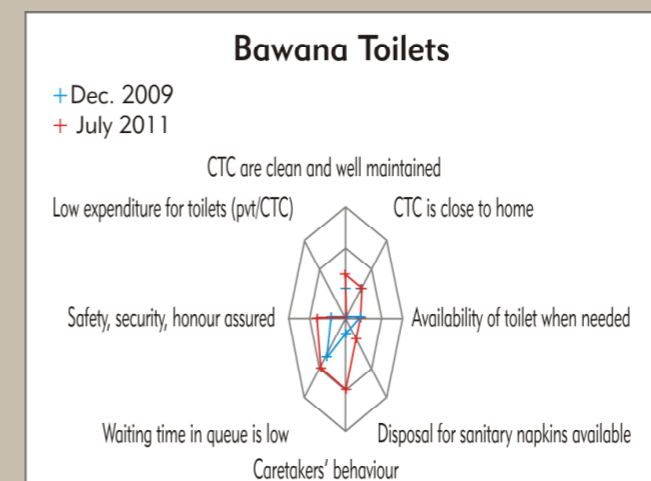 Bawana Toilets
+Dec. 2009
+ July 2011
CTC are clean and well maintained
Low expenditure for toilets (pvt/CTC)
CTC is close to home
Safety, security, honour assured
Availability of toilet when needed
Waiting time in queue is low
Disposal for sanitary napkins available
Caretakers' behaviour